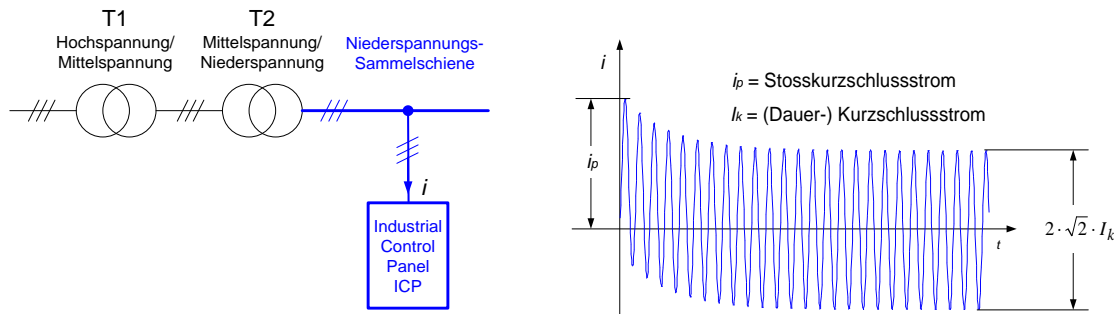 T1
Hochspannung/
Mittelspannung
T2
Mittelspannung/
Niederspannung
Niederspannungs-
Sammelschiene
i
Industrial
Control
Panel
ICP
i
ip = Stosskurzschlussstrom
Ik = (Dauer-) Kurzschlussstrom
ip
t
2·√2·Ik